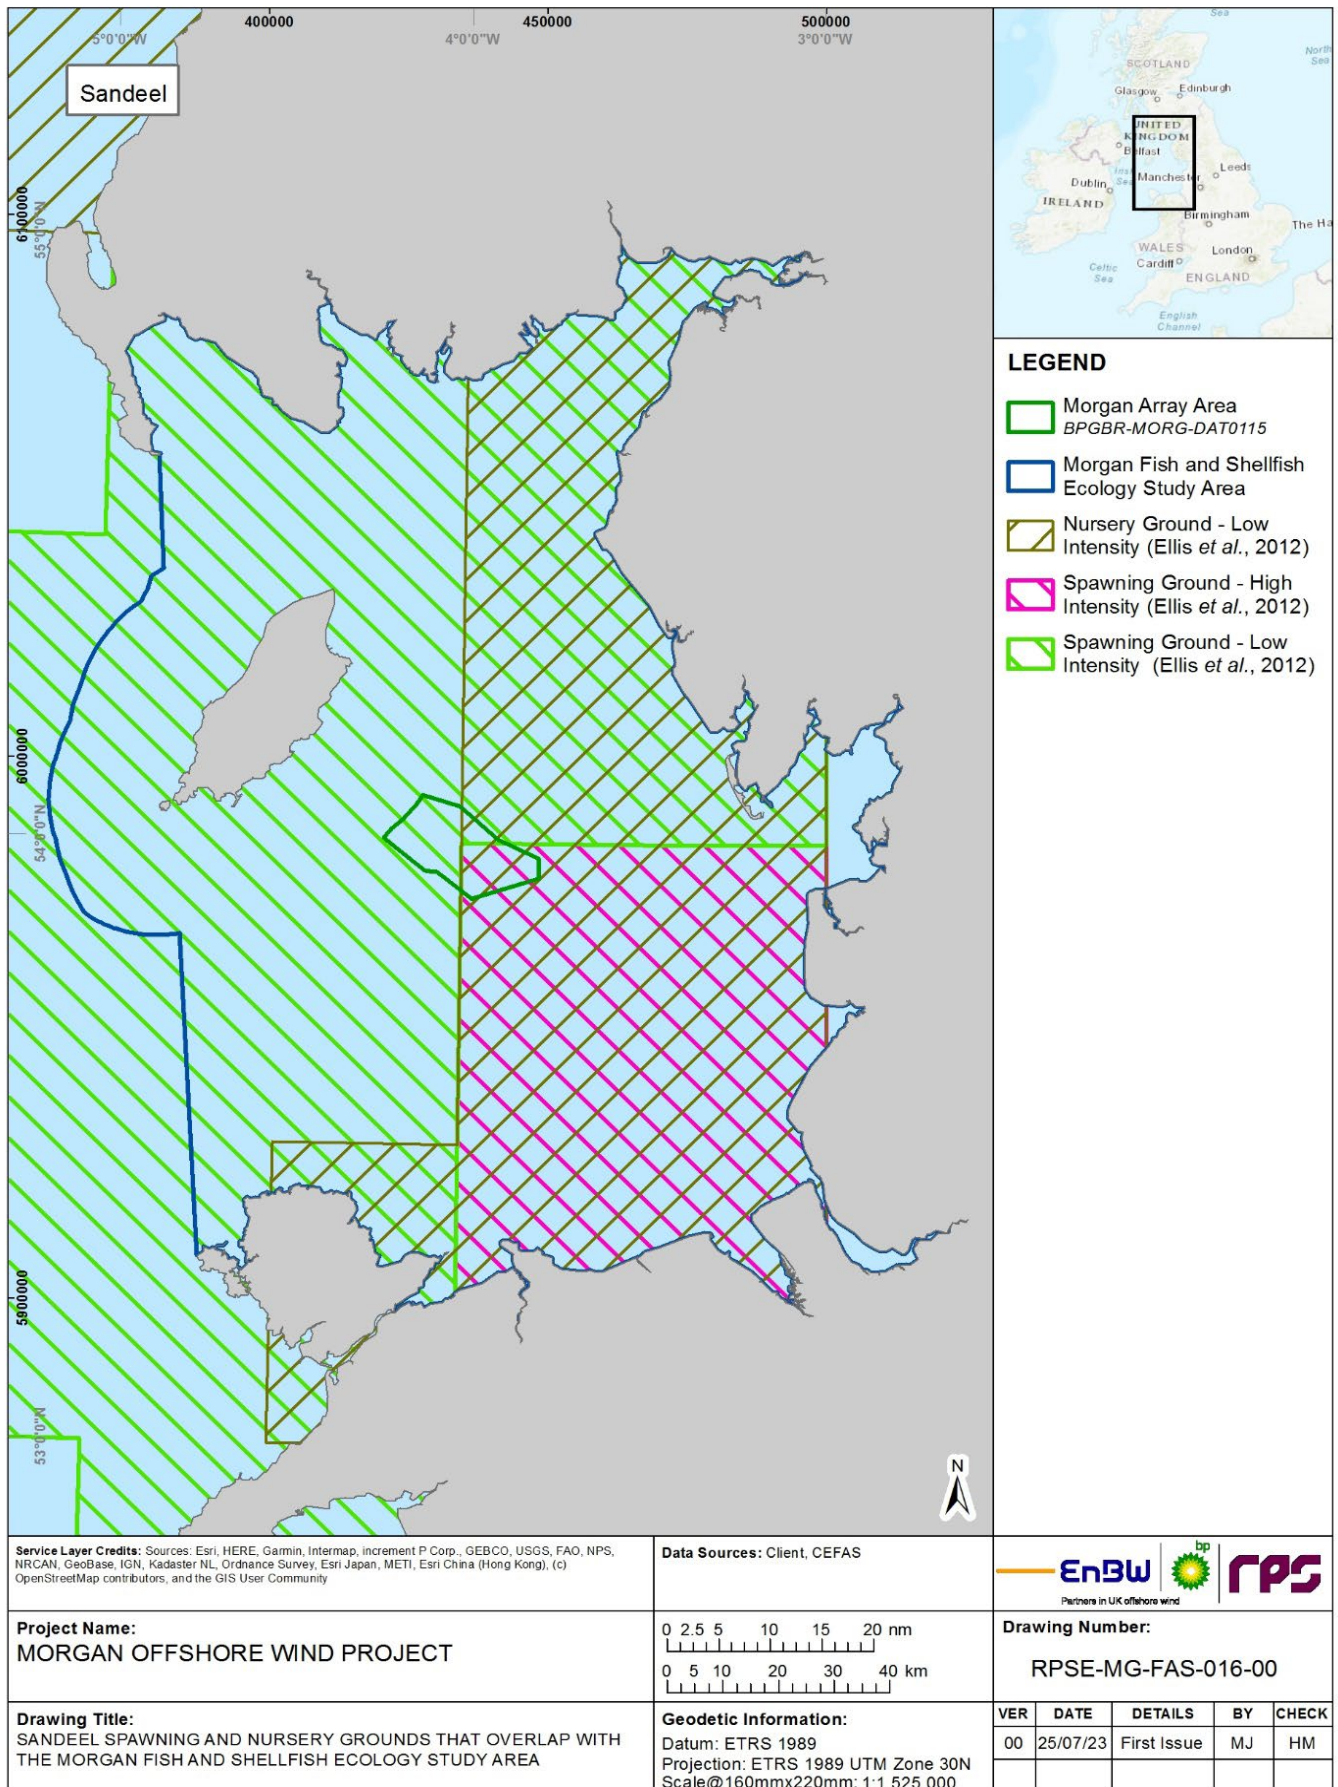 400000
450000
500000
5°0'0"W
4°0'0"W
3°0'0"W
Sandeel
6100000
55°0'0"N
6000000
54°0'0"N
5900000
53°0'0"N
N
Sea
North
Sea
SCOTLAND
Glasgow
Edinburgh
UNITED
KINGDOM
Belfast
Leeds
Dublin
Manchester
IRELAND
Birmingham
The Ha
WALES
London
Cardiff
Celtic
Sea
ENGLAND
English
Channel
LEGEND
Morgan Array Area
BPGBR-MORG-DAT0115
Morgan Fish and Shellfish
Ecology Study Area
Nursery Ground - Low
Intensity (Ellis et al., 2012)
Spawning Ground - High
Intensity (Ellis et al., 2012)
Spawning Ground - Low
Intensity (Ellis et al., 2012)
Service Layer Credits: Sources: Esri, HERE, Garmin, Intermap, increment P Corp., GEBCO, USGS, FAO, NPS,
NRCAN, GeoBase, IGN, Kadaster NL, Ordnance Survey, Esri Japan, METI, Esri China (Hong Kong), (c)
OpenStreetMap contributors, and the GIS User Community
Data Sources: Client, CEFAS
EnBW
bp
rps
Partners in UK offshore wind
Project Name:
MORGAN OFFSHORE WIND PROJECT
0 2.5 5 10 15 20 nm
0 5 10 20 30 40 km
Drawing Number:
RPSE-MG-FAS-016-00
Drawing Title:
SANDEEL SPAWNING AND NURSERY GROUNDS THAT OVERLAP WITH
THE MORGAN FISH AND SHELLFISH ECOLOGY STUDY AREA
Geodetic Information:
Datum: ETRS 1989
Projection: ETRS 1989 UTM Zone 30N
Scale@160mmx220mm: 1:1,525,000
VER DATE DETAILS BY CHECK
00 25/07/23 First Issue MJ HM